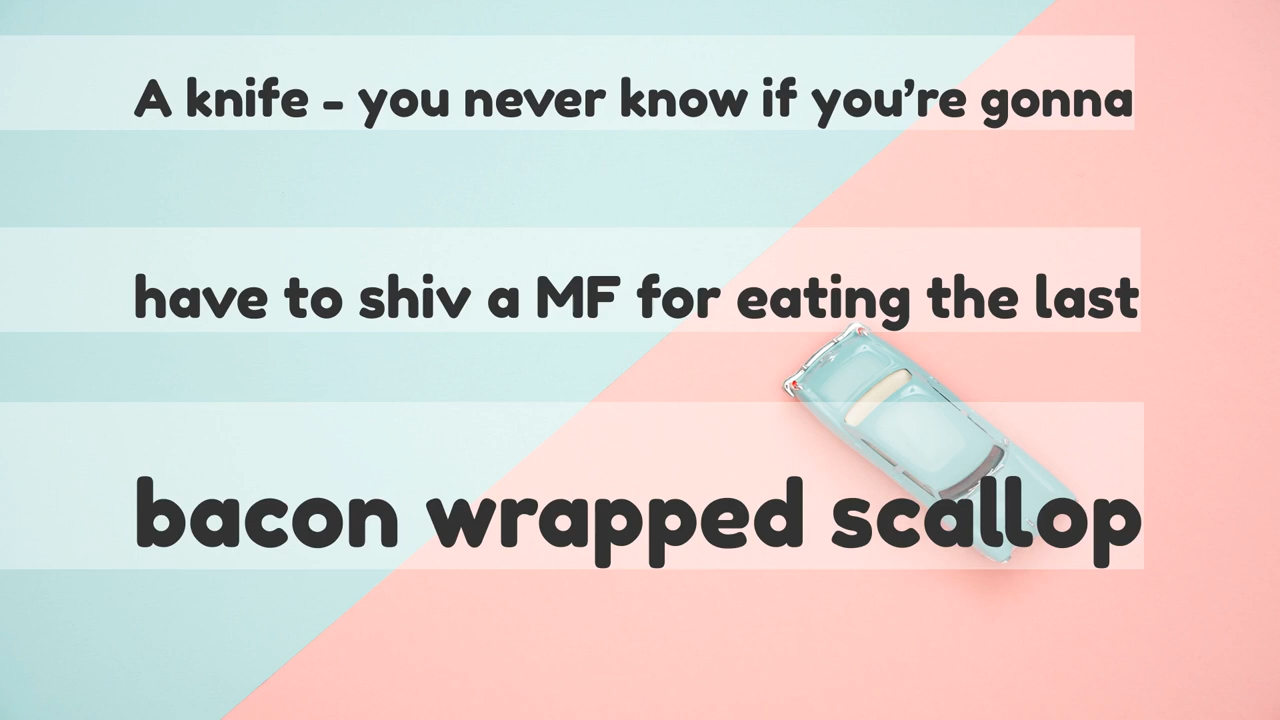 A knife - you never know if you’re gonna
have to shiv a MF for eating the last
bacon wrapped scallop